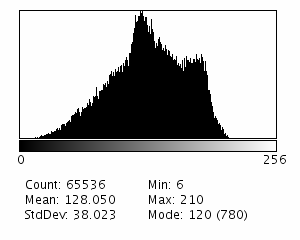 0 256
Count: 65536 Min: 6
Mean: 128.050 Max: 210
StdDev: 38.023 Mode: 120 (780)